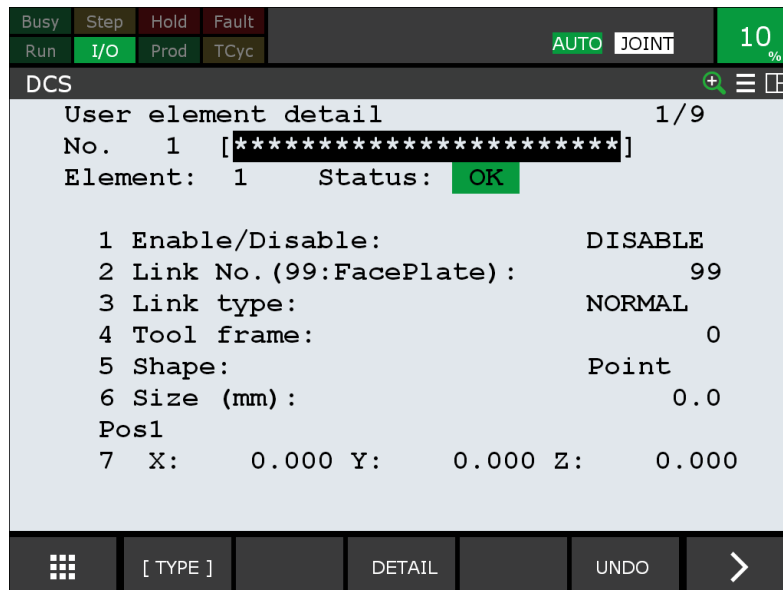 Busy Step Hold Fault
Run I/O Prod TCyc AUTO JOINT 10 %
DCS
User element detail 1/9
No. 1 [************************]
Element: 1 Status: OK
1 Enable/Disable: DISABLE
2 Link No.(99:FacePlate): 99
3 Link type: NORMAL
4 Tool frame: 0
5 Shape: Point
6 Size (mm): 0.0
Pos1
7 X: 0.000 Y: 0.000 Z: 0.000
[ TYPE ] DETAIL UNDO